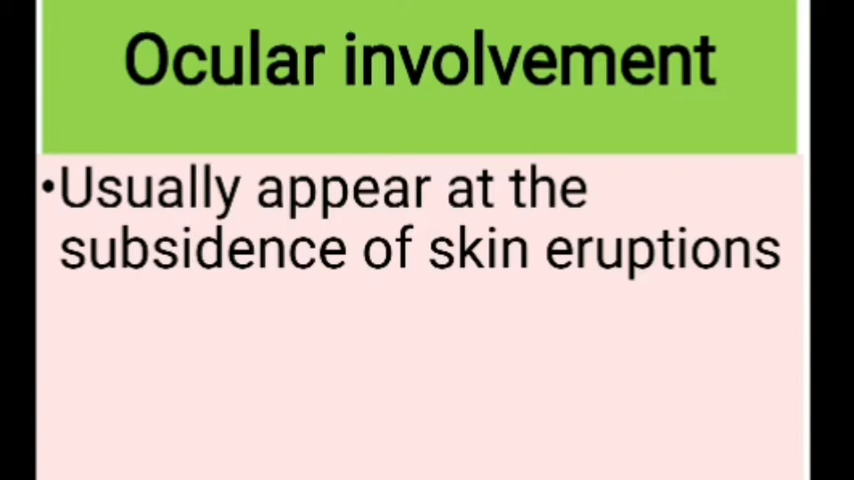 Ocular involvement
•Usually appear at the
subsidence of skin eruptions